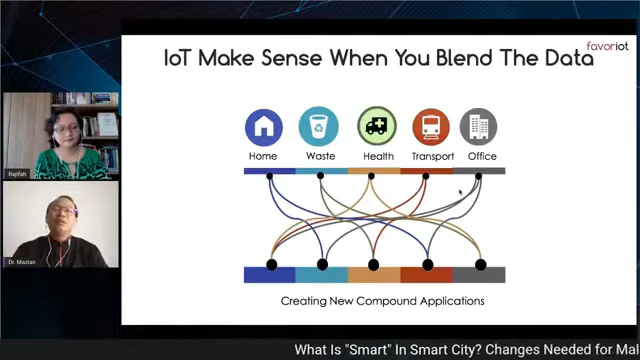 favoriot
IoT Make Sense When You Blend The Data
Home Waste Health Transport Office
Rajifah
Dr. Mazlan
Creating New Compound Applications
What Is "Smart" In Smart City? Changes Needed for Mal